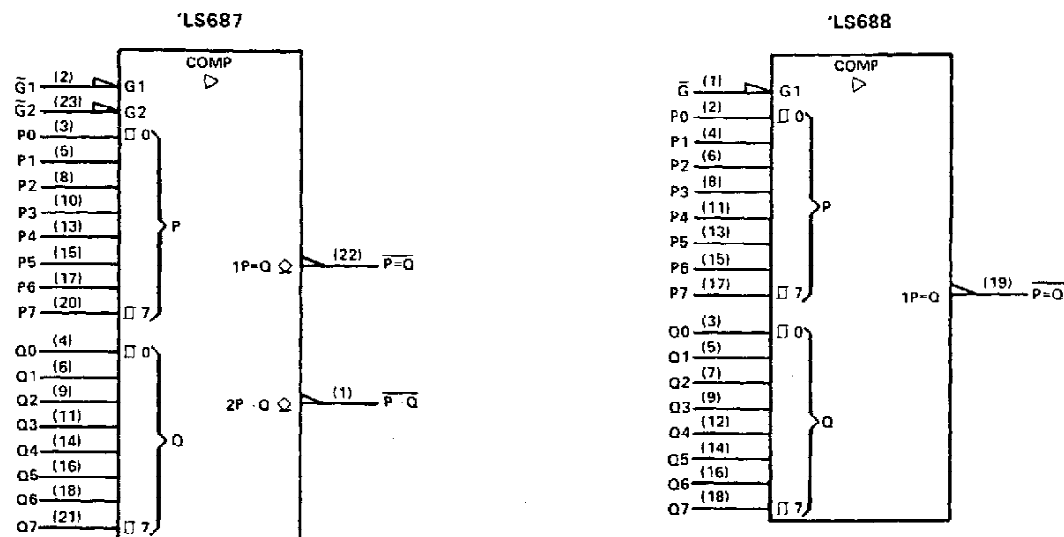 'LS687
COMP
▷
G̅1 (2) G1
G̅2 (23) G2
P0 (3) 0
P1 (5)
P2 (8)
P3 (10)
P4 (13)
P5 (15)
P6 (17)
P7 (20) 7
P
Q0 (4) 0
Q1 (6)
Q2 (9)
Q3 (11)
Q4 (14)
Q5 (16)
Q6 (18)
Q7 (21) 7
Q
1P=Q (22) P=Q
2P Q (1) P Q
'LS688
COMP
▷
G̅ (1) G1
P0 (2) 0
P1 (4)
P2 (6)
P3 (8)
P4 (11)
P5 (13)
P6 (15)
P7 (17) 7
P
Q0 (3) 0
Q1 (5)
Q2 (7)
Q3 (9)
Q4 (12)
Q5 (14)
Q6 (16)
Q7 (18) 7
Q
1P=Q (19) P=Q